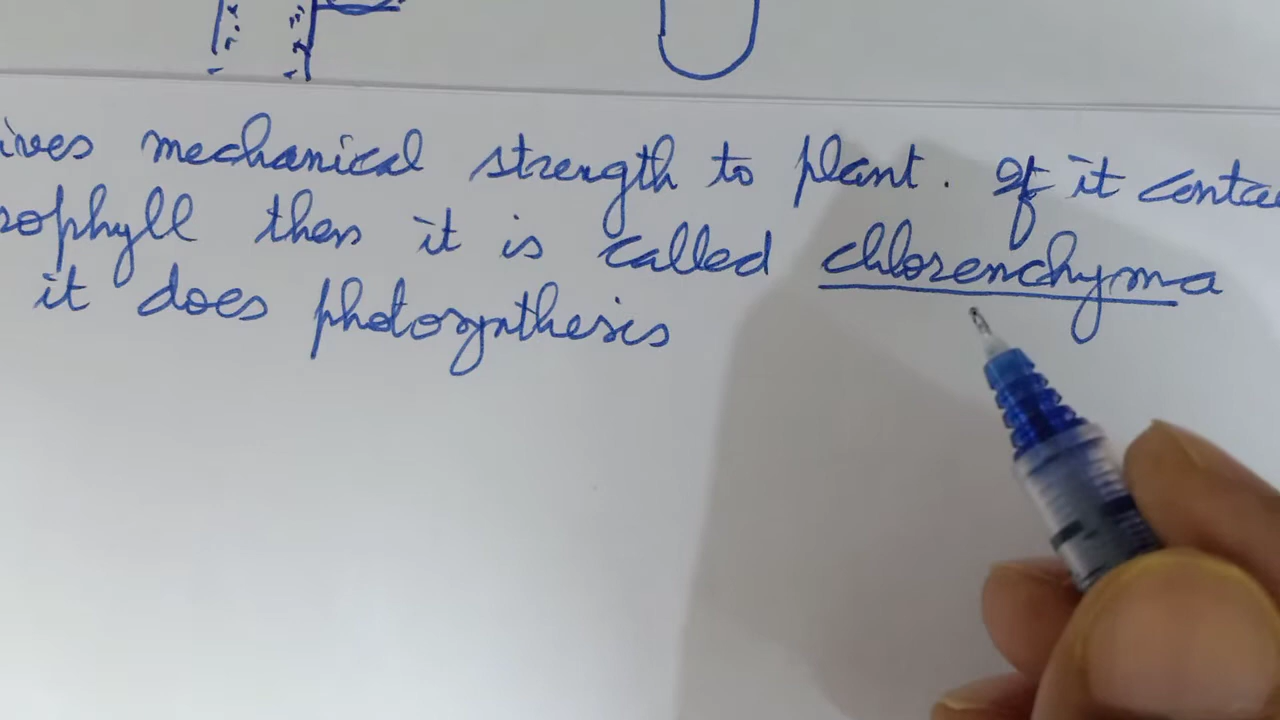 ives mechanical strength to plant. If it contai
rophyll then it is called chlorenchyma
it does photosynthesis